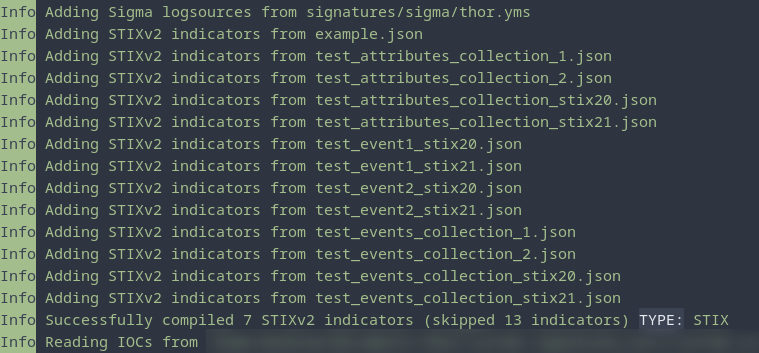 Info Adding Sigma logsources from signatures/sigma/thor.yms
Info Adding STIXv2 indicators from example.json
Info Adding STIXv2 indicators from test_attributes_collection_1.json
Info Adding STIXv2 indicators from test_attributes_collection_2.json
Info Adding STIXv2 indicators from test_attributes_collection_stix20.json
Info Adding STIXv2 indicators from test_attributes_collection_stix21.json
Info Adding STIXv2 indicators from test_event1_stix20.json
Info Adding STIXv2 indicators from test_event1_stix21.json
Info Adding STIXv2 indicators from test_event2_stix20.json
Info Adding STIXv2 indicators from test_event2_stix21.json
Info Adding STIXv2 indicators from test_events_collection_1.json
Info Adding STIXv2 indicators from test_events_collection_2.json
Info Adding STIXv2 indicators from test_events_collection_stix20.json
Info Adding STIXv2 indicators from test_events_collection_stix21.json
Info Successfully compiled 7 STIXv2 indicators (skipped 13 indicators) TYPE: STIX
Info Reading IOCs from